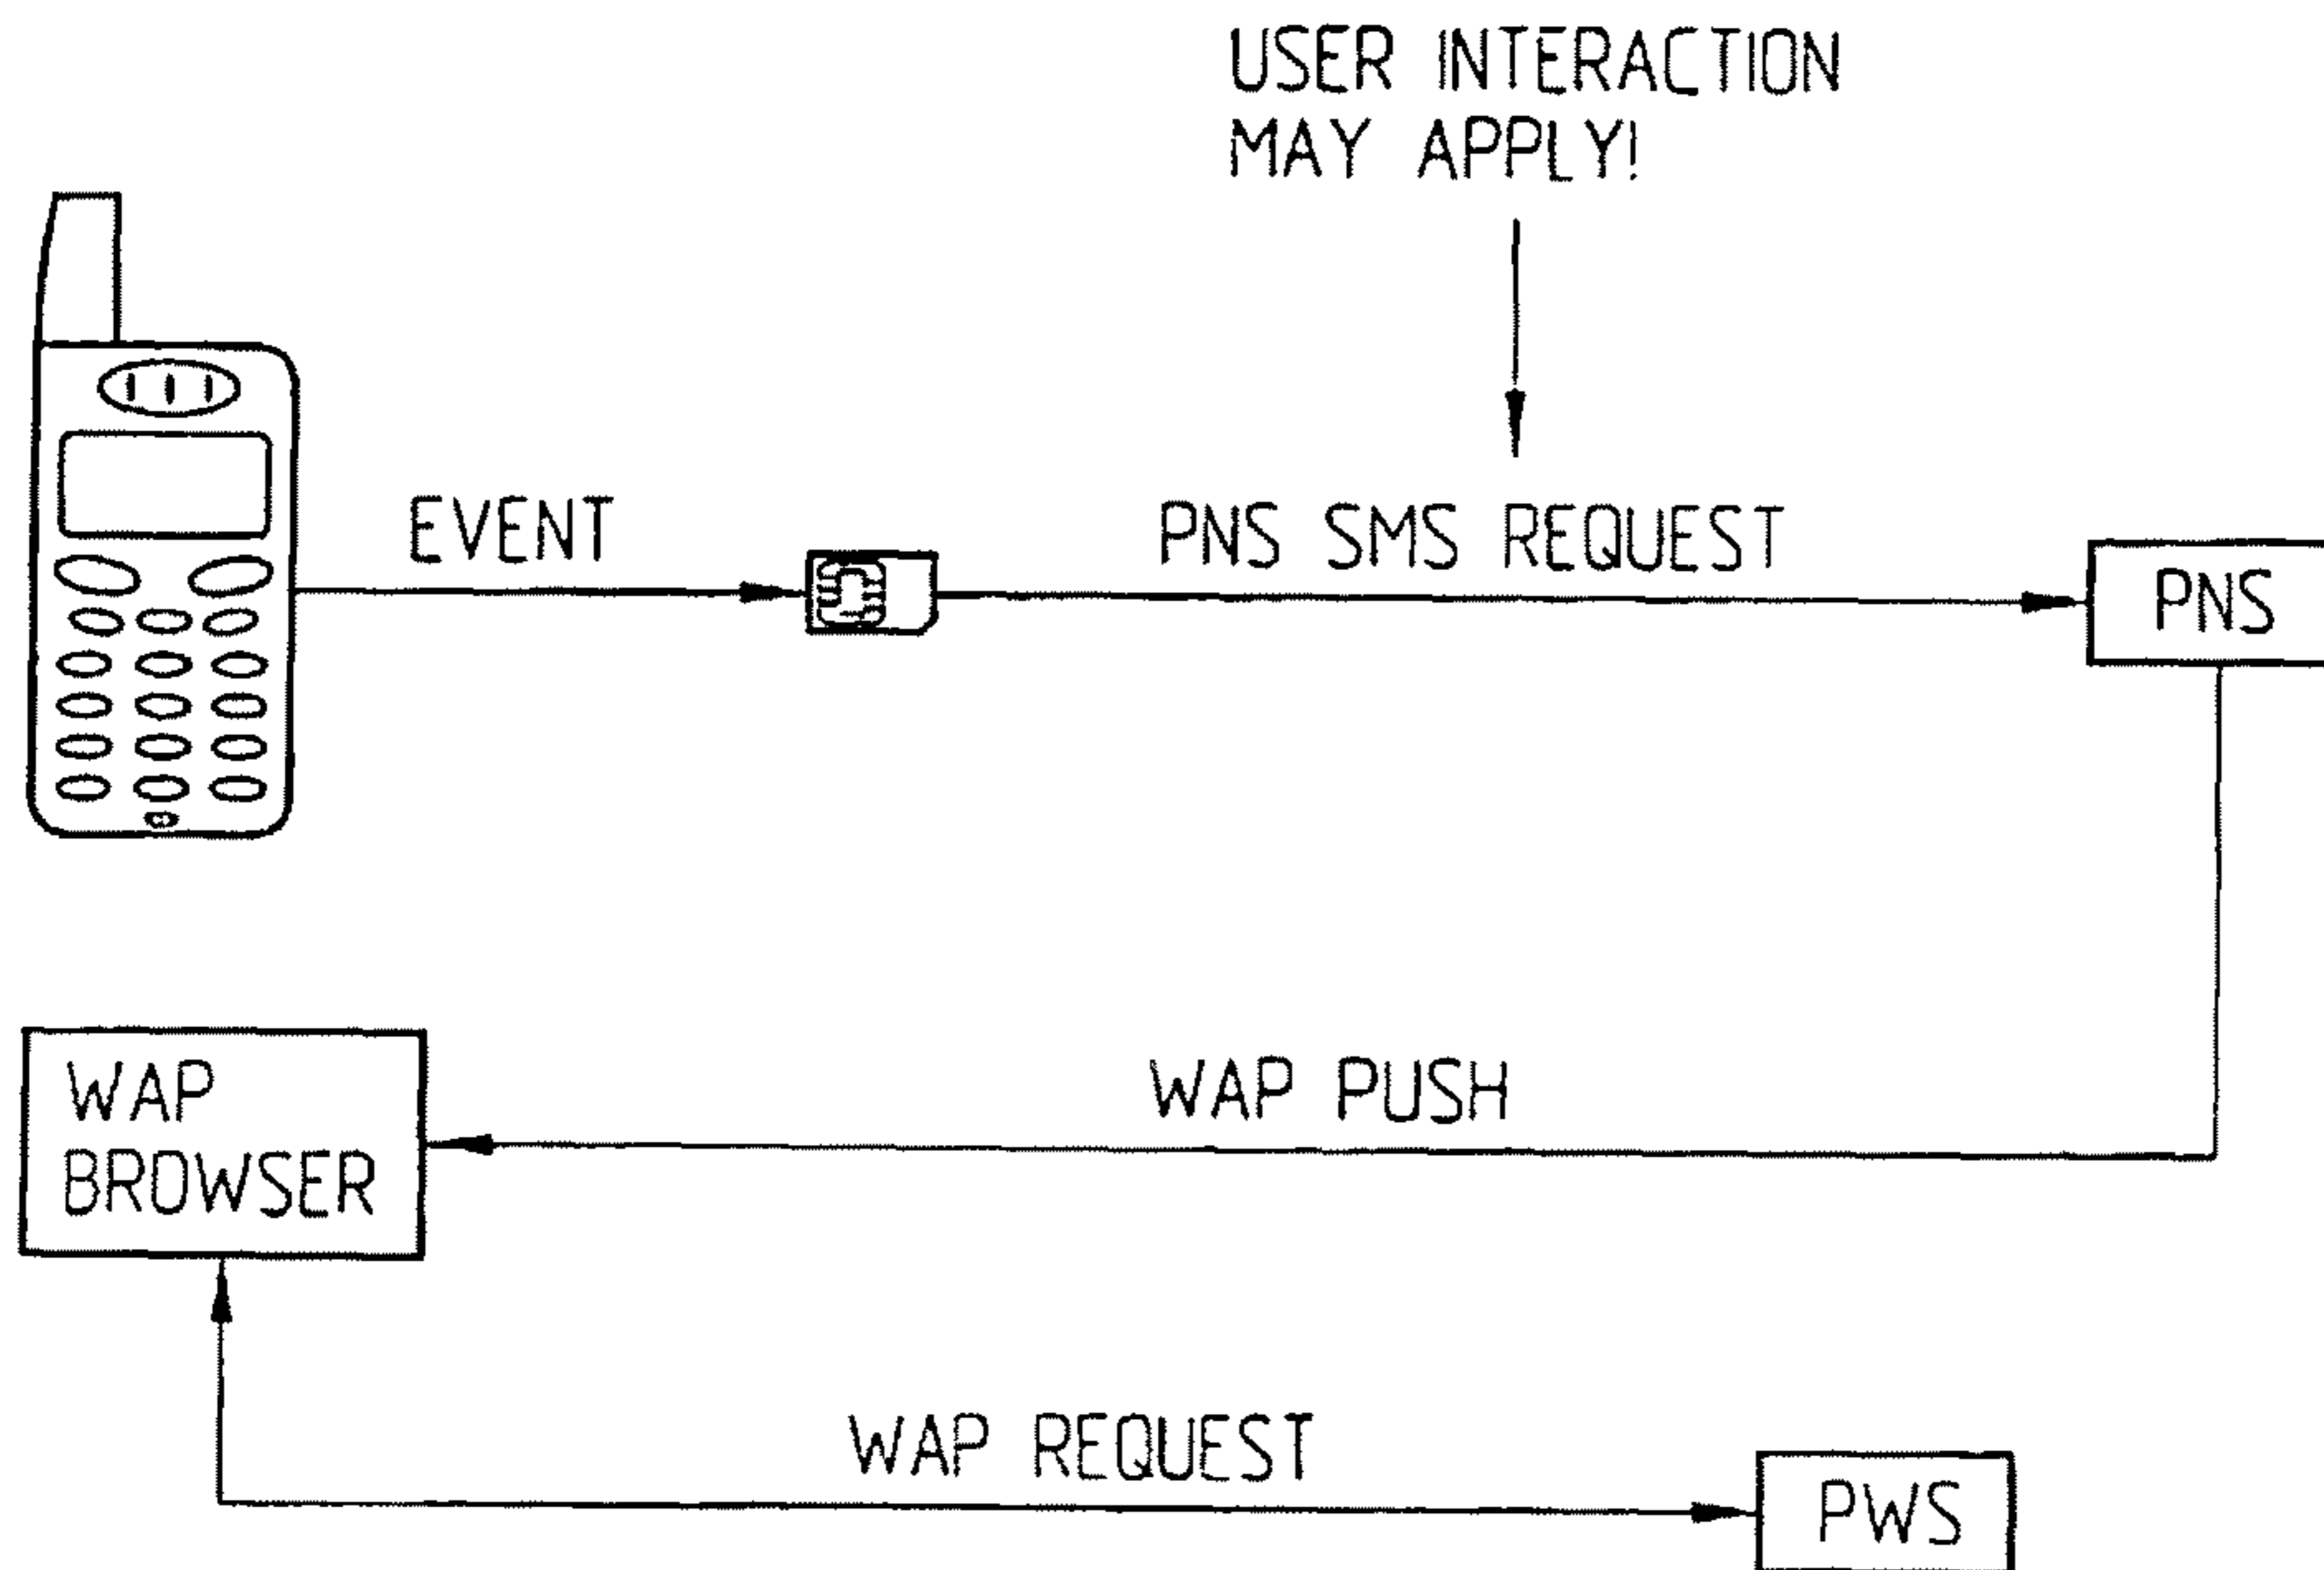 USER INTERACTION
MAY APPLY!
EVENT
PNS SMS REQUEST
PNS
WAP
BROWSER
WAP PUSH
WAP REQUEST
PWS